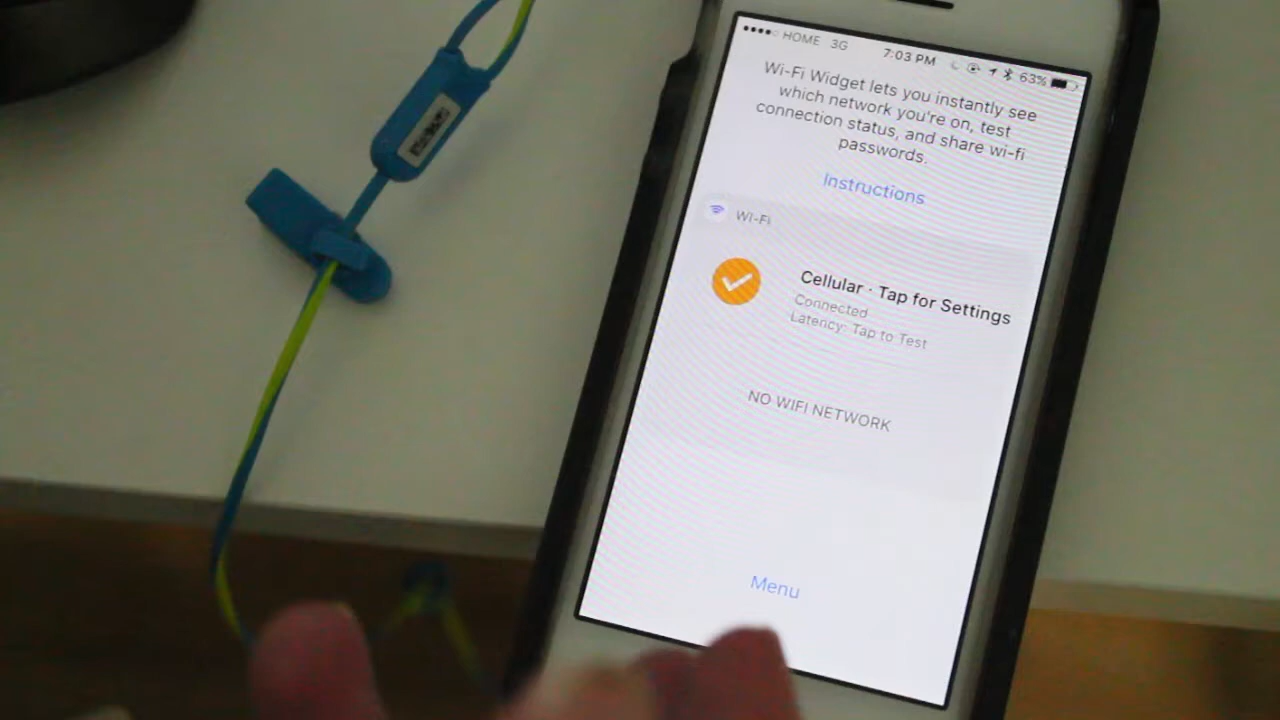 HOME 3G 7:03 PM 63%
Wi-Fi Widget lets you instantly see
which network you're on, test
connection status, and share wi-fi
passwords.
Instructions
WI-FI
Cellular · Tap for Settings
Connected
Latency: Tap to Test
NO WIFI NETWORK
Menu